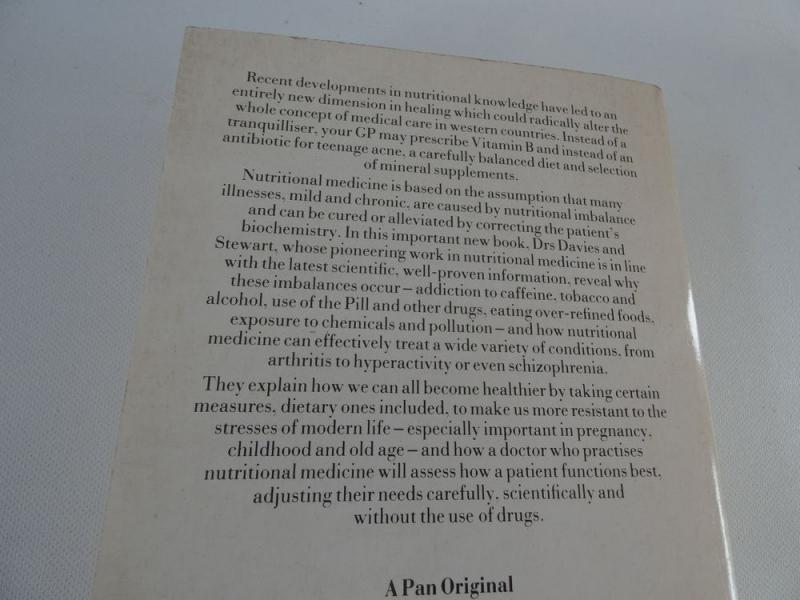 Recent developments in nutritional knowledge have led to an
entirely new dimension in healing which could radically alter the
whole concept of medical care in western countries. Instead of a
tranquilliser, your GP may prescribe Vitamin B and instead of an
antibiotic for teenage acne, a carefully balanced diet and selection
of mineral supplements.
Nutritional medicine is based on the assumption that many
illnesses, mild and chronic, are caused by nutritional imbalance
and can be cured or alleviated by correcting the patient's
biochemistry. In this important new book, Drs Davies and
Stewart, whose pioneering work in nutritional medicine is in line
with the latest scientific, well-proven information, reveal why
these imbalances occur – addiction to caffeine, tobacco and
alcohol, use of the Pill and other drugs, eating over-refined foods,
exposure to chemicals and pollution – and how nutritional
medicine can effectively treat a wide variety of conditions, from
arthritis to hyperactivity or even schizophrenia.
They explain how we can all become healthier by taking certain
measures, dietary ones included, to make us more resistant to the
stresses of modern life – especially important in pregnancy,
childhood and old age – and how a doctor who practises
nutritional medicine will assess how a patient functions best,
adjusting their needs carefully, scientifically and
without the use of drugs.
A Pan Original